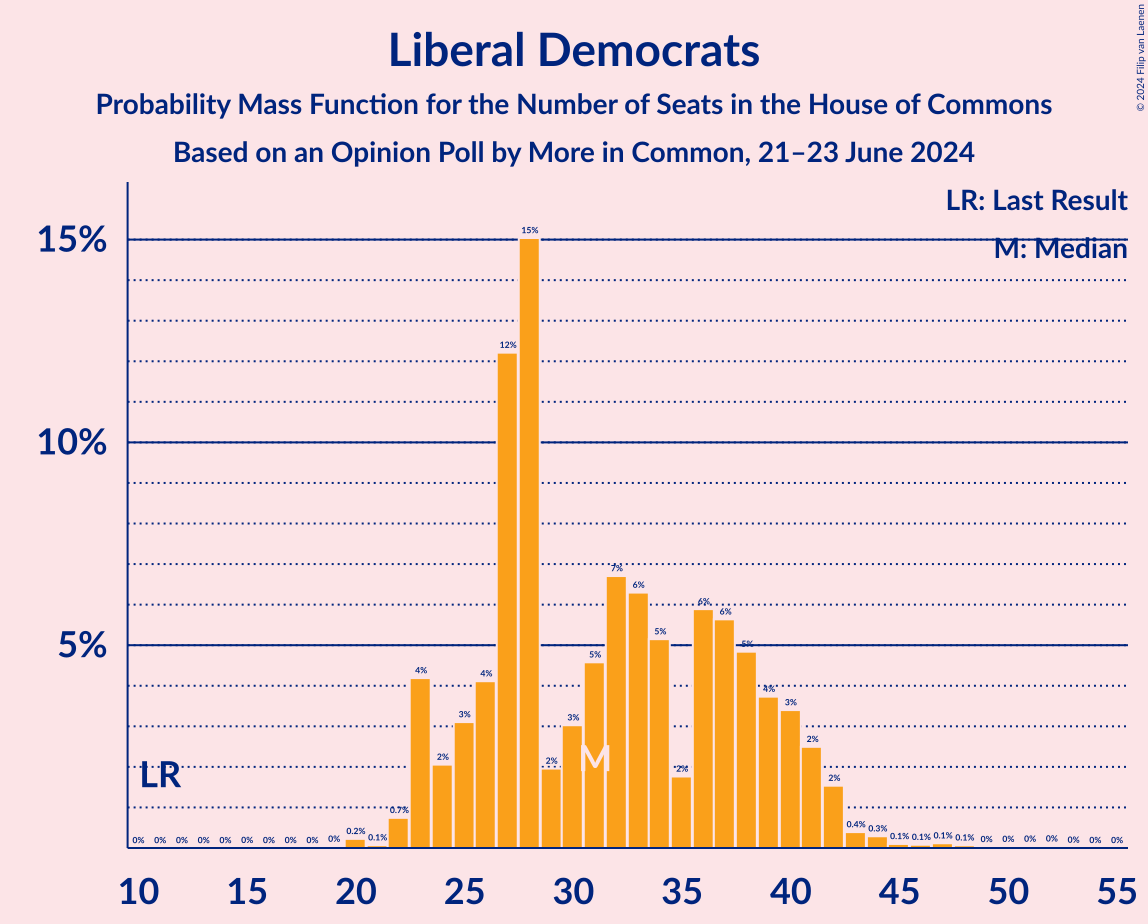 Liberal Democrats
Probability Mass Function for the Number of Seats in the House of Commons
Based on an Opinion Poll by More in Common, 21–23 June 2024
© 2024 Filip van Laenen
LR: Last Result
M: Median
15%
10%
5%
0% 0% 0% 0% 0% 0% 0% 0% 0% 0% 0.2% 0.1% 0.7% 4% 2% 3% 4% 12% 15% 2% 3% 5% 7% 6% 5% 2% 6% 6% 5% 4% 3% 2% 2% 0.4% 0.3% 0.1% 0.1% 0.1% 0.1% 0% 0% 0% 0% 0% 0% 0%
LR
M
10 15 20 25 30 35 40 45 50 55